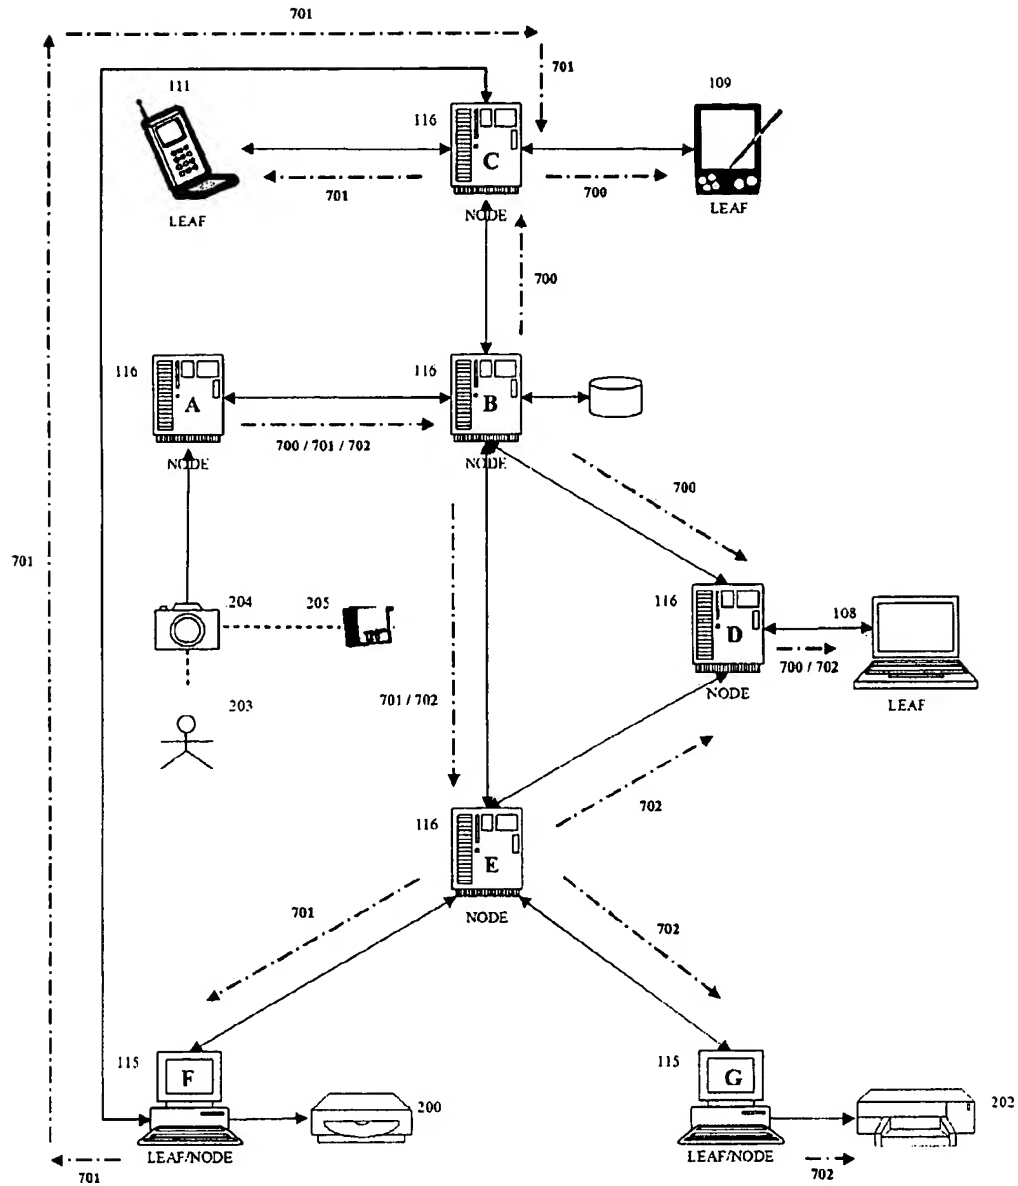 701
701
111
116
C
109
701
700
LEAF
NODE
LEAF
700
116
A
116
B
700 / 701 / 702
NODE
NODE
700
701
204
205
116
D
108
700 / 702
203
701 / 702
NODE
LEAF
116
E
702
701
NODE
702
115
F
200
115
G
202
LEAF/NODE
LEAF/NODE
701
702